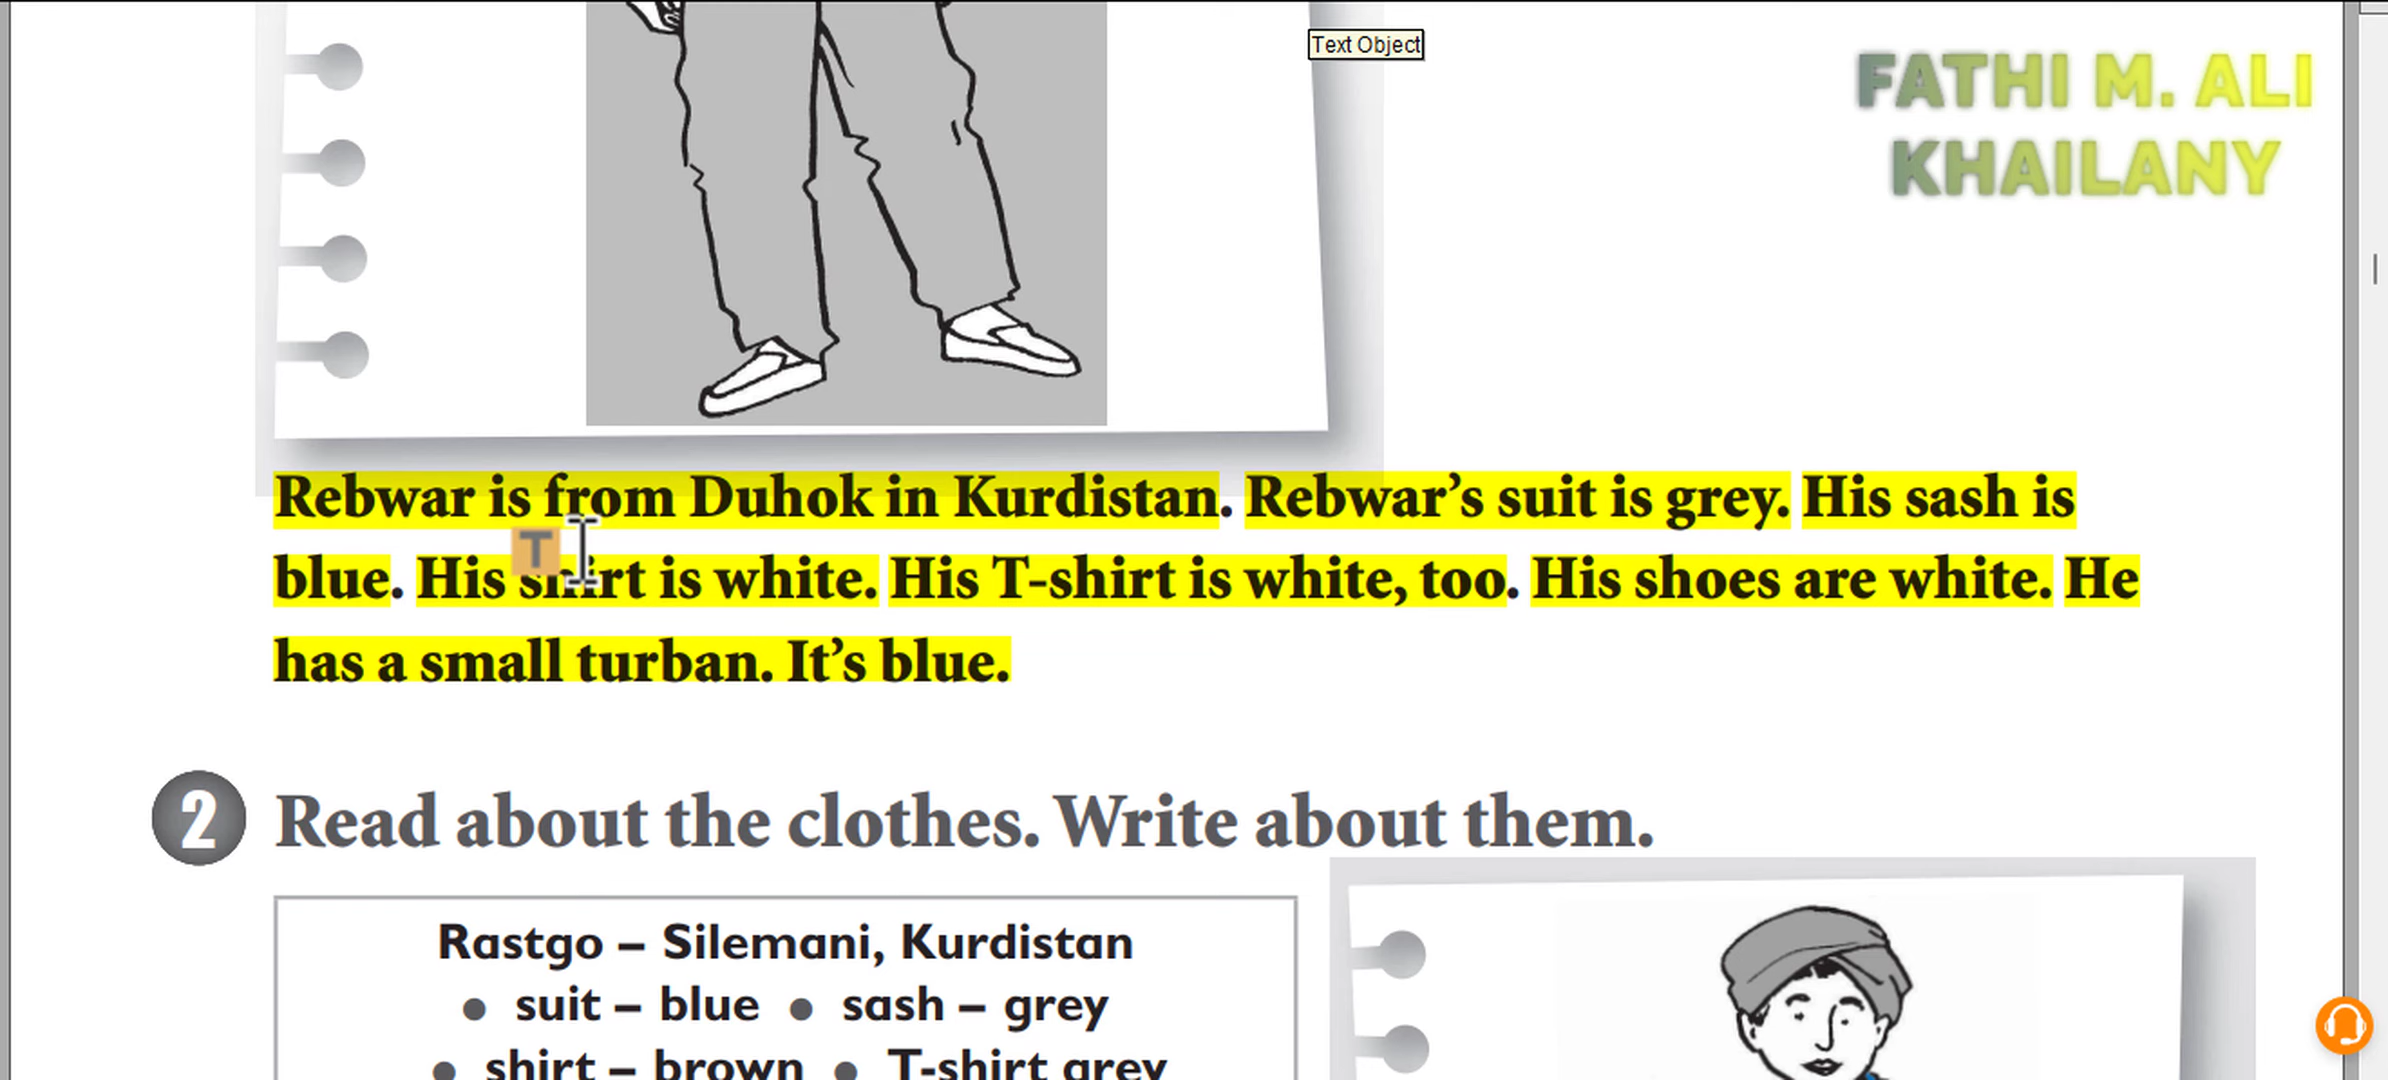 Text Object
FATHI M. ALI
KHAILANY
Rebwar is from Duhok in Kurdistan. Rebwar’s suit is grey. His sash is
blue. His shirt is white. His T-shirt is white, too. His shoes are white. He
has a small turban. It’s blue.
T
2 Read about the clothes. Write about them.
Rastgo – Silemani, Kurdistan
● suit – blue ● sash – grey
● shirt – brown ● T-shirt grey